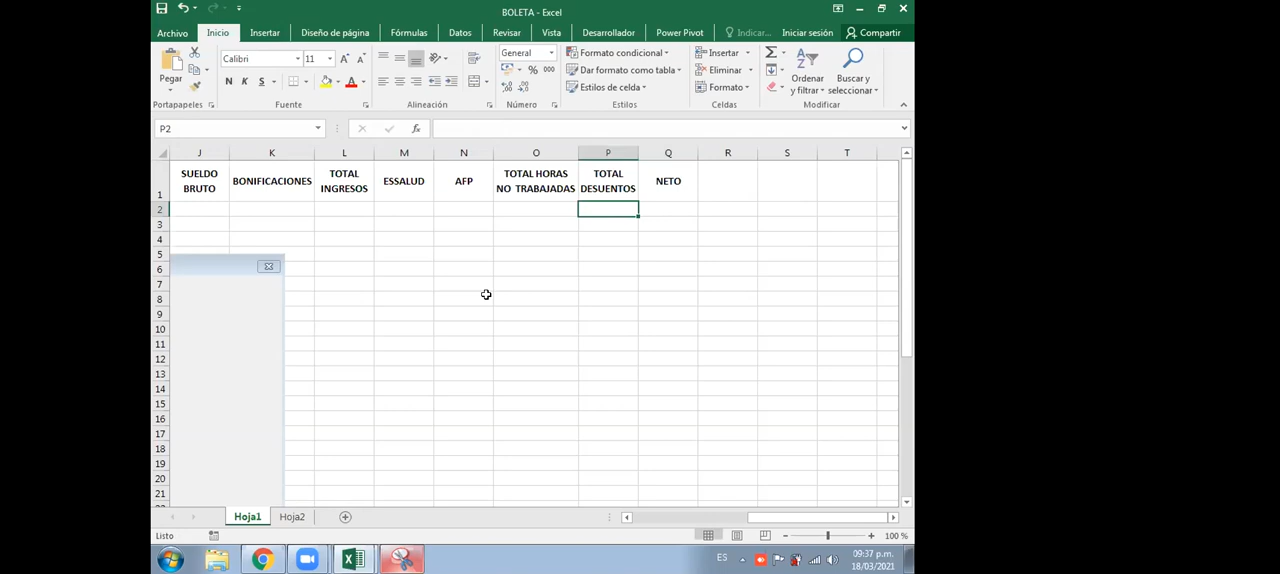 BOLETA - Excel
Archivo Inicio Insertar Diseño de página Fórmulas Datos Revisar Vista Desarrollador Power Pivot Indicar... Iniciar sesión Compartir
Pegar
Calibri 11
N K S
General
% 000
Formato condicional
Dar formato como tabla
Estilos de celda
Insertar
Eliminar
Formato
Ordenar y filtrar
Buscar y seleccionar
Portapapeles Fuente Alineación Número Estilos Celdas Modificar
P2
fx
J K L M N O P Q R S T
1
SUELDO BRUTO
BONIFICACIONES
TOTAL INGRESOS
ESSALUD
AFP
TOTAL HORAS NO TRABAJADAS
TOTAL DESUENTOS
NETO
2
3
4
5
6
7
8
9
10
11
12
13
14
15
16
17
18
19
20
21
Hoja1 Hoja2
Listo
100 %
ES
09:37 p.m.
18/03/2021